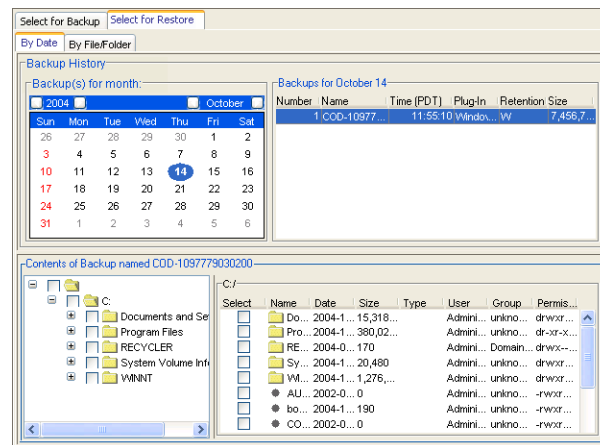 Select for Backup Select for Restore
By Date By File/Folder
Backup History
Backup(s) for month:
2004 October
Sun Mon Tue Wed Thu Fri Sat
26 27 28 29 30 1 2
3 4 5 6 7 8 9
10 11 12 13 14 15 16
17 18 19 20 21 22 23
24 25 26 27 28 29 30
31 1 2 3 4 5 6
Backups for October 14
Number Name Time (PDT) Plug-In Retention Size
1 COD-10977... 11:55:10 Window... W 7,456,7...
Contents of Backup named COD-1097779030200
C:
Documents and Se
Program Files
RECYCLER
System Volume Inf
WINNT
C:/
Select Name Date Size Type User Group Permis...
Do... 2004-1... 15,318... Admini... unkno... drwxr...
Pro... 2004-1... 380,02... Admini... unkno... dr-xr-x...
RE... 2004-0... 170 Admini... Domain... drwx--...
Sy... 2004-1... 20,480 Admini... unkno... drwxr...
WI... 2004-1... 1,276,... Admini... unkno... drwxr...
AU... 2002-0... 0 Admini... unkno... -rwxr...
bo... 2004-1... 190 Admini... unkno... -rwxr...
CO... 2002-0... 0 Admini... unkno... -rwxr...